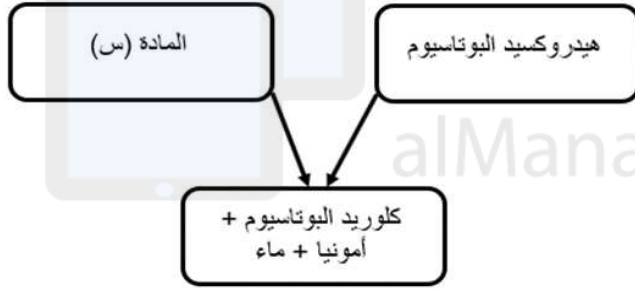 المادة (س)
هيدروكسيد البوتاسيوم
كلوريد البوتاسيوم +
أمونيا + ماء
alMana